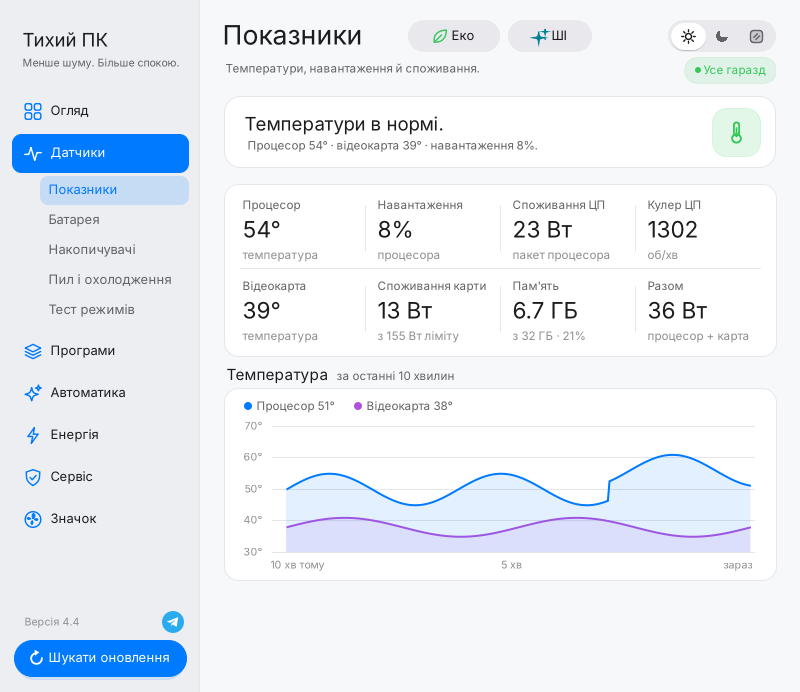 Тихий ПК
Менше шуму. Більше спокою.
Огляд
Датчики
Показники
Батарея
Накопичувачі
Пил і охолодження
Тест режимів
Програми
Автоматика
Енергія
Сервіс
Значок
Версія 4.4
Шукати оновлення
Показники
Еко
ШІ
Температури, навантаження й споживання.
Усе гаразд
Температури в нормі.
Процесор 54° · відеокарта 39° · навантаження 8%.
Процесор Навантаження Споживання ЦП Кулер ЦП
54° 8% 23 Вт 1302
температура процесора пакет процесора об/хв
Відеокарта Споживання карти Пам'ять Разом
39° 13 Вт 6.7 ГБ 36 Вт
температура з 155 Вт ліміту з 32 ГБ · 21% процесор + карта
Температура за останні 10 хвилин
Процесор 51° Відеокарта 38°
70°
60°
50°
40°
30°
10 хв тому 5 хв зараз